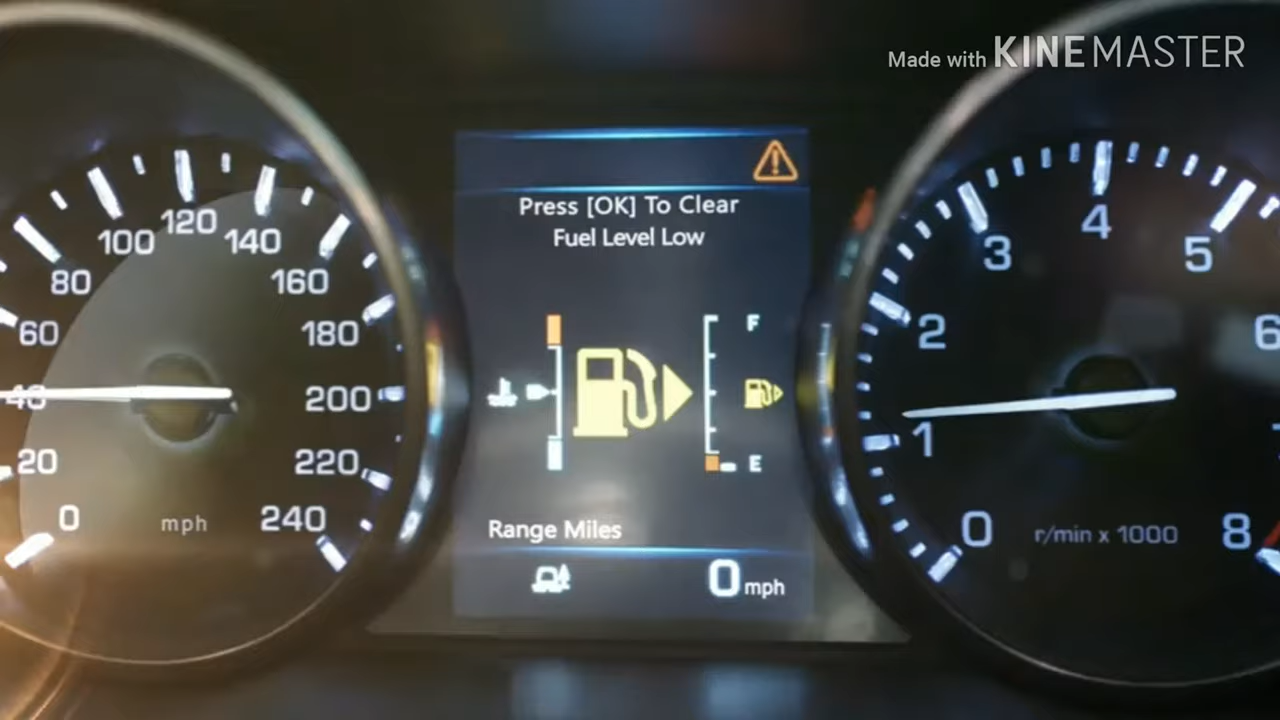 Made with KINEMASTER
Press [OK] To Clear
Fuel Level Low
0
20
40
60
80
100
120
140
160
180
200
220
240
mph
F
E
Range Miles
0 mph
0
1
2
3
4
5
6
8
r/min x 1000